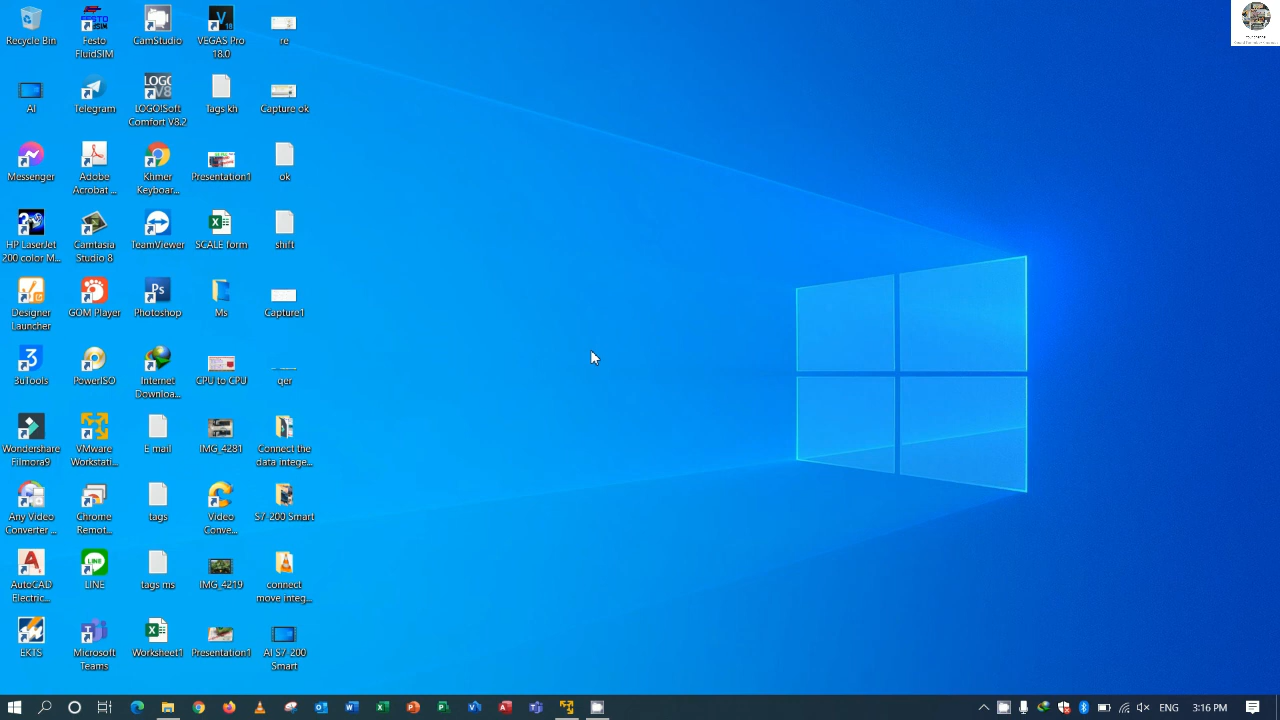 Recycle Bin
Festo
FluidSIM
CamStudio
VEGAS Pro
18.0
re
AI
Telegram
LOGO!Soft
Comfort V8.2
Tags kh
Capture ok
Messenger
Adobe
Acrobat ...
Khmer
Keyboar...
Presentation1
ok
HP LaserJet
200 color M...
Camtasia
Studio 8
TeamViewer
SCALE form
shift
Designer
Launcher
GOM Player
Photoshop
Ms
Capture1
3uTools
PowerISO
Internet
Downloa...
CPU to CPU
qer
Wondershare
Filmora9
VMware
Workstati...
E mail
IMG_4281
Connect the
data intege...
Any Video
Converter ...
Chrome
Remot...
tags
Video
Conve...
S7 200 Smart
AutoCAD
Electric...
LINE
tags ms
IMG_4219
connect
move integ...
EKTS
Microsoft
Teams
Worksheet1
Presentation1
AI S7 200
Smart
ENG
3:16 PM